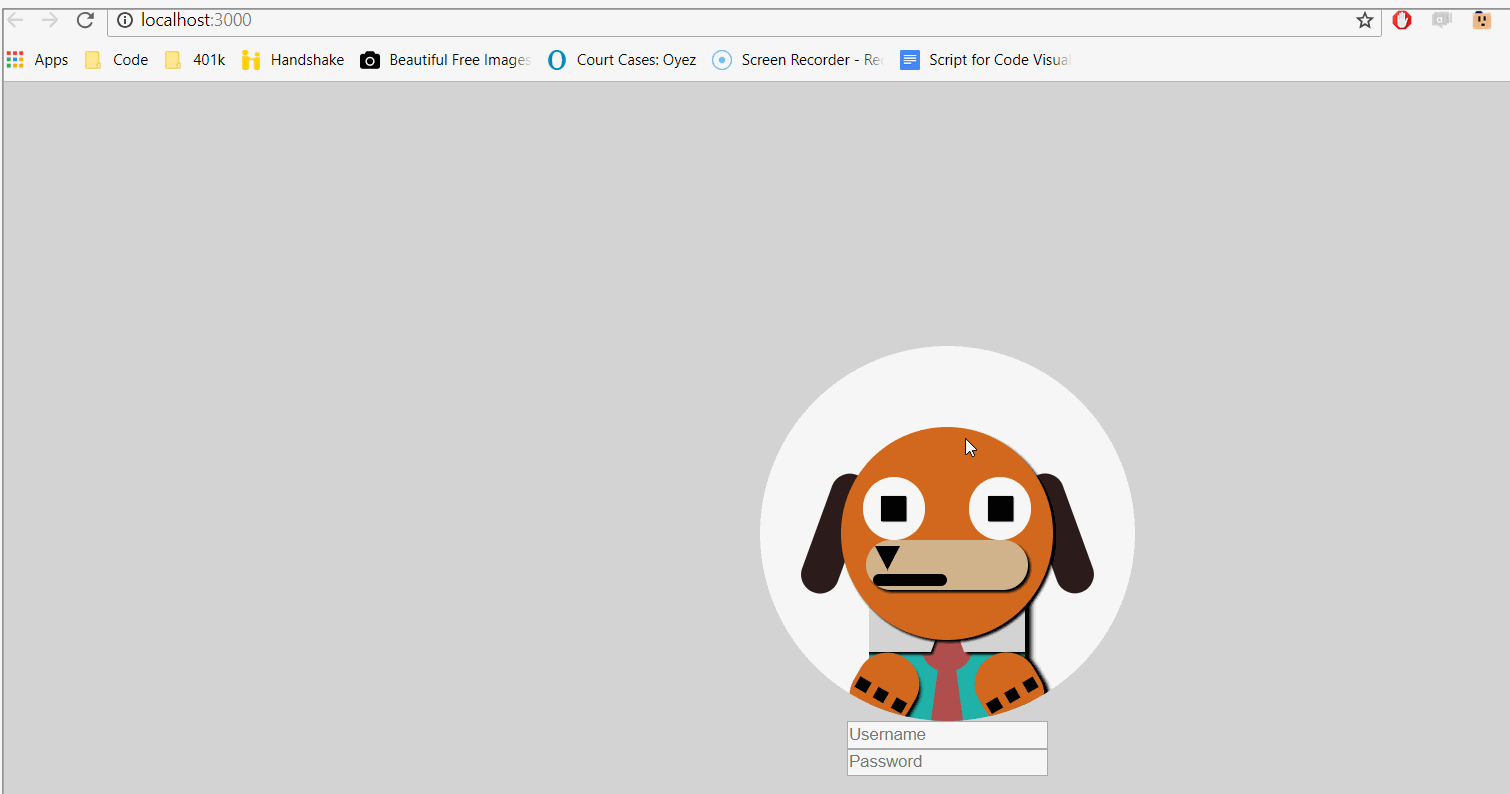 localhost:3000
Apps Code 401k Handshake Beautiful Free Images Court Cases: Oyez Screen Recorder - Rec Script for Code Visual
Username
Password